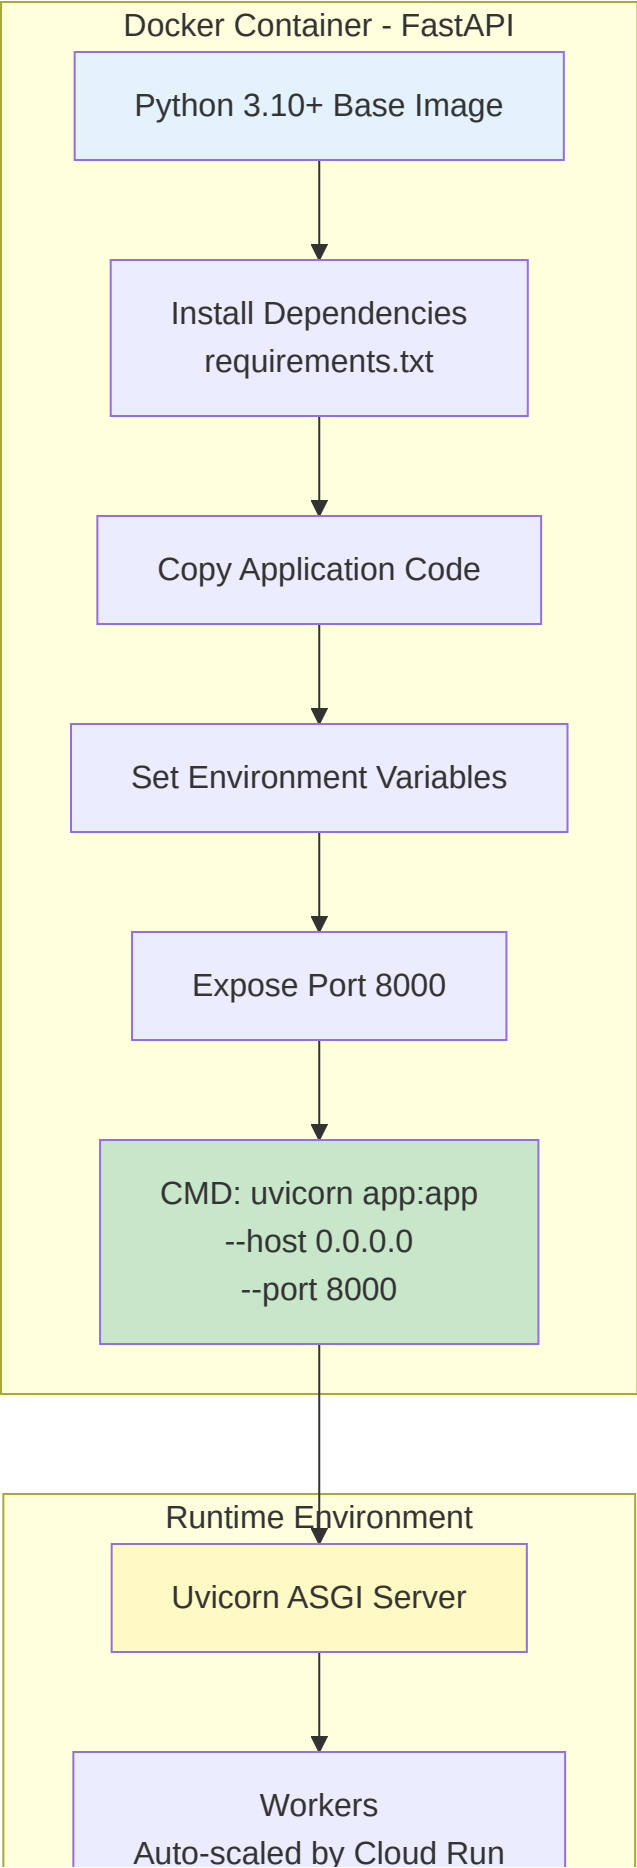 Docker Container - FastAPI
Python 3.10+ Base Image
Install Dependencies
requirements.txt
Copy Application Code
Set Environment Variables
Expose Port 8000
CMD: uvicorn app:app
--host 0.0.0.0
--port 8000
Runtime Environment
Uvicorn ASGI Server
Workers
Auto-scaled by Cloud Run